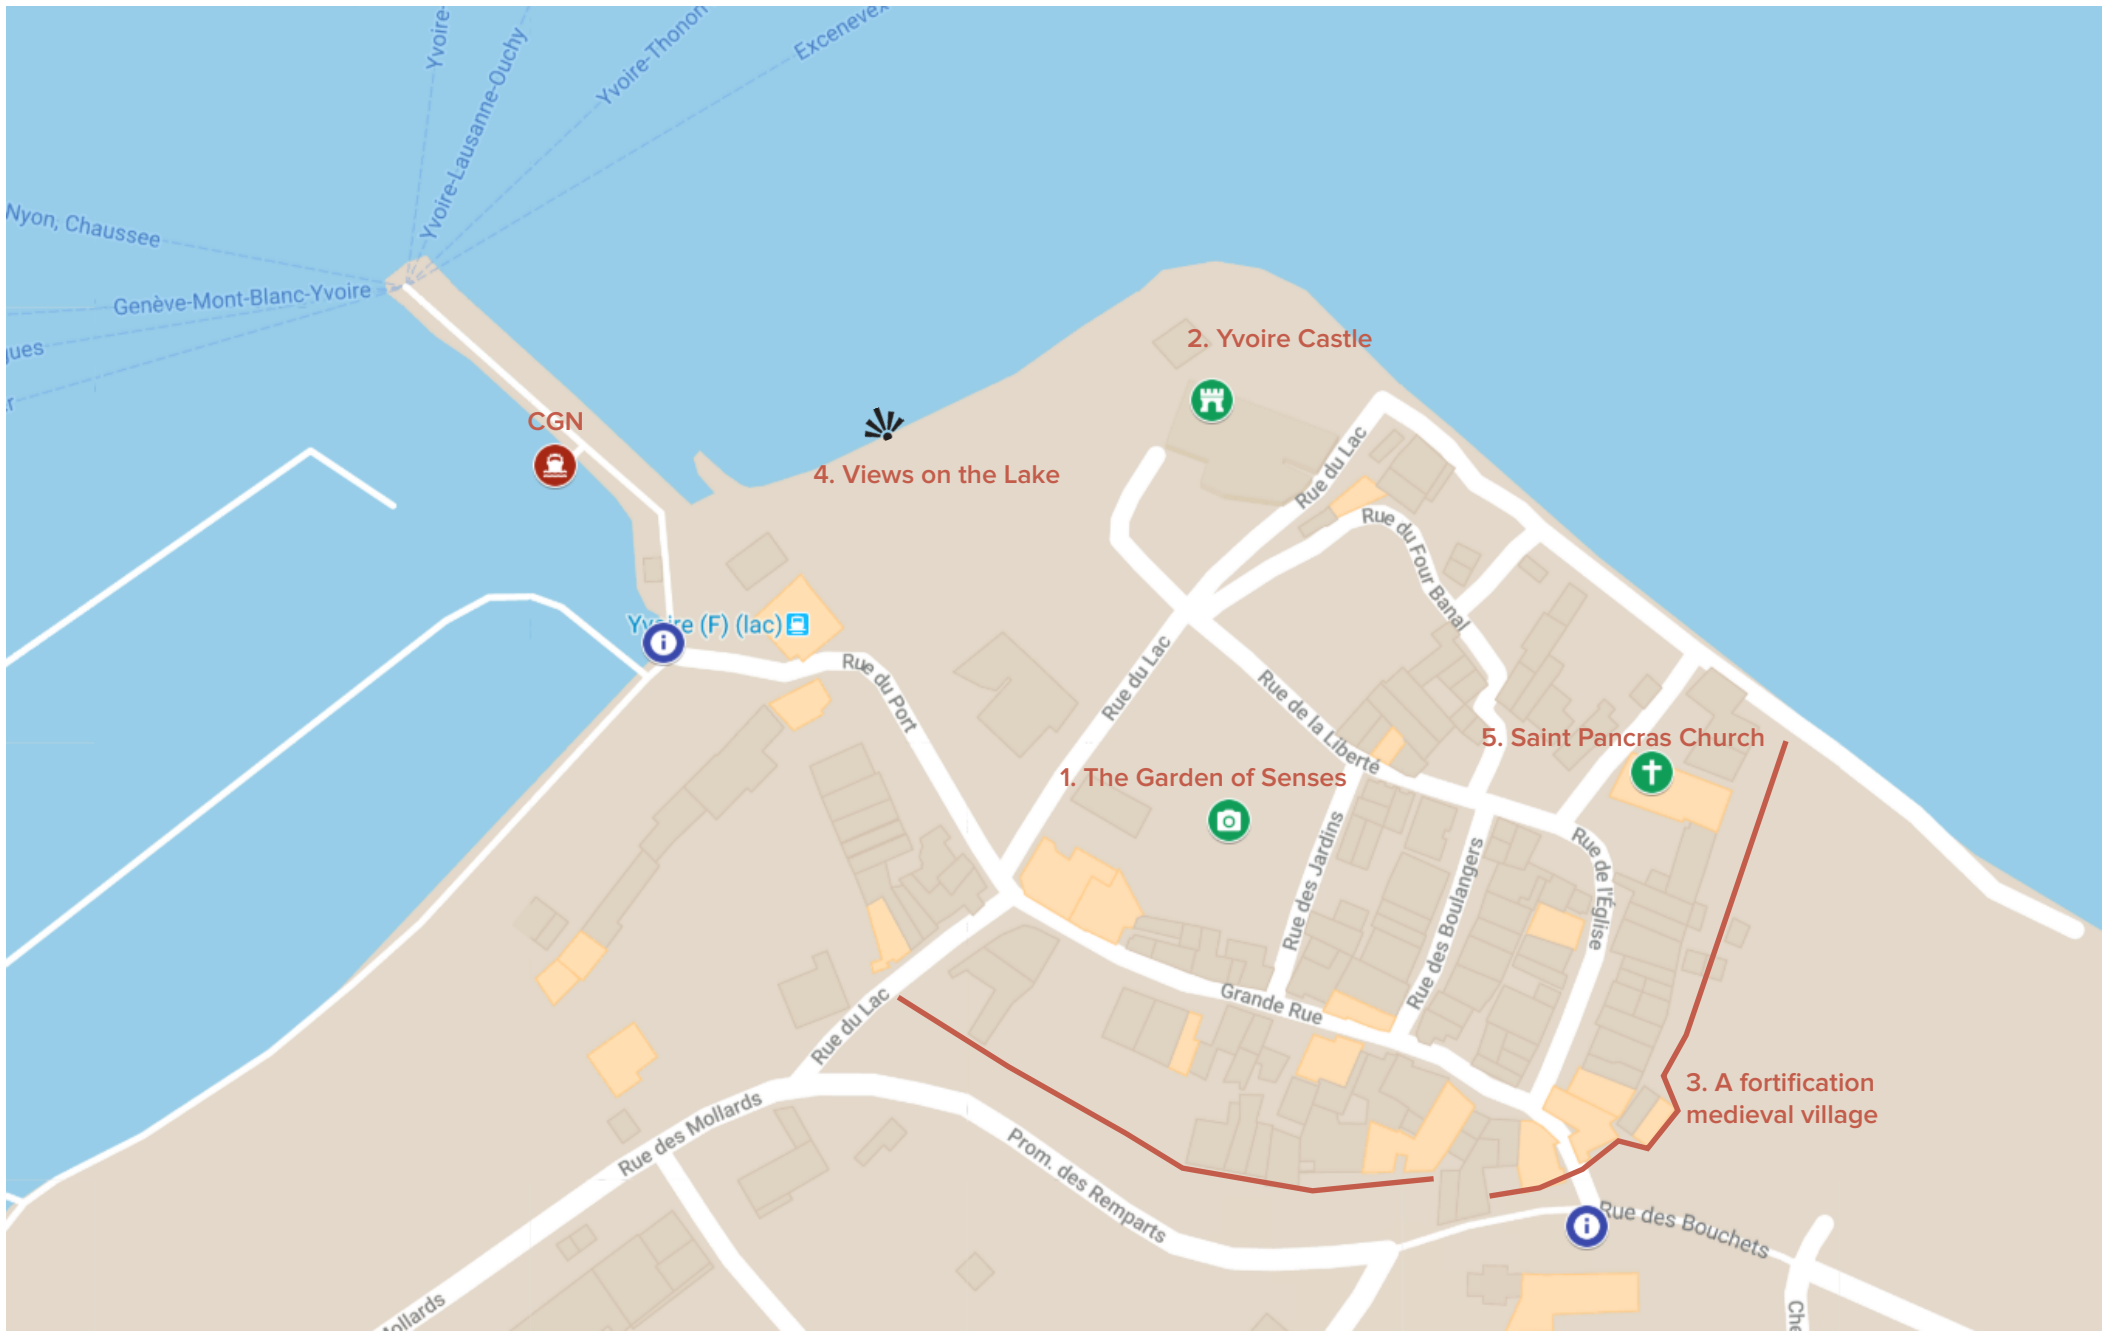 Yvoire-
Yvoire-Lausanne-Ouchy
Yvoire-Thonon
Excenevex
Nyon, Chaussee
Genève-Mont-Blanc-Yvoire
gues
r
CGN
2. Yvoire Castle
4. Views on the Lake
Rue du Lac
Rue du Four Banal
Yvoire (F) (lac)
Rue du Port
Rue du Lac
Rue de la Liberté
5. Saint Pancras Church
1. The Garden of Senses
Rue des Jardins
Rue des Boulangers
Rue de l'Église
Rue du Lac
Grande Rue
3. A fortification
medieval village
Rue des Mollards
Prom. des Remparts
Rue des Bouchets
Mollards
Che